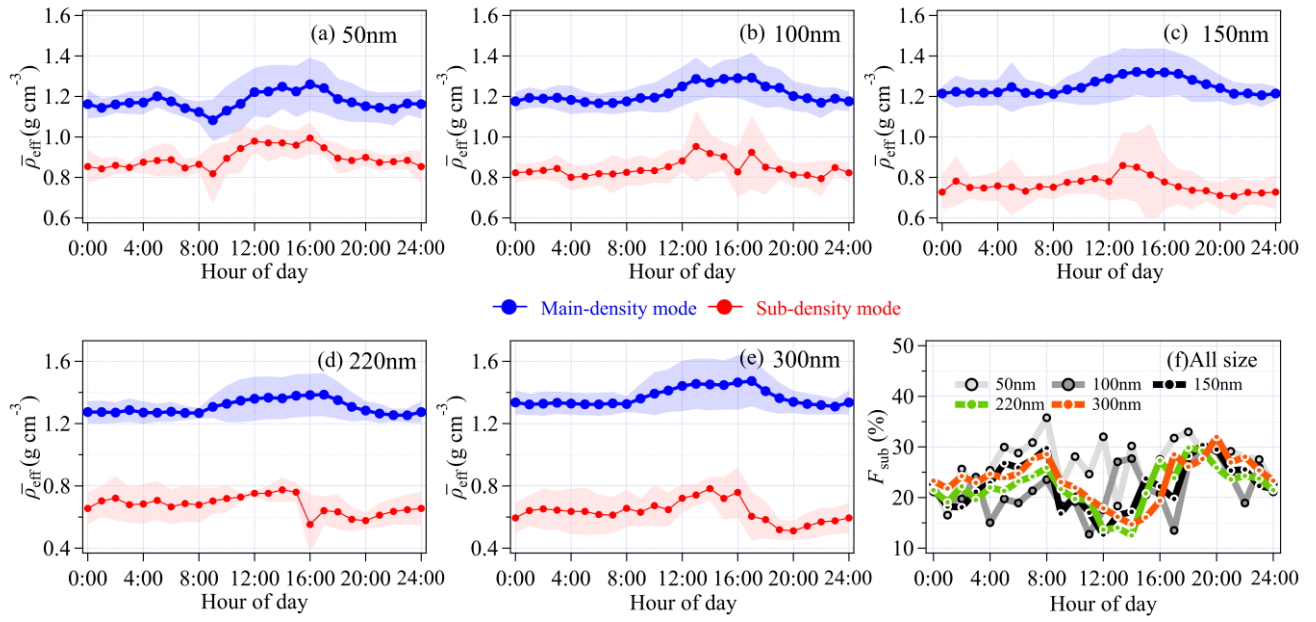 (a) 50nm
ρ̄eff (g cm⁻³)
1.6
1.4
1.2
1.0
0.8
0.6
0:00 4:00 8:00 12:00 16:00 20:00 24:00
Hour of day
(b) 100nm
ρ̄eff (g cm⁻³)
1.6
1.4
1.2
1.0
0.8
0.6
0:00 4:00 8:00 12:00 16:00 20:00 24:00
Hour of day
(c) 150nm
ρ̄eff (g cm⁻³)
1.6
1.4
1.2
1.0
0.8
0.6
0:00 4:00 8:00 12:00 16:00 20:00 24:00
Hour of day
Main-density mode Sub-density mode
(d) 220nm
ρ̄eff (g cm⁻³)
1.6
1.2
0.8
0.4
0:00 4:00 8:00 12:00 16:00 20:00 24:00
Hour of day
(e) 300nm
ρ̄eff (g cm⁻³)
1.6
1.2
0.8
0.4
0:00 4:00 8:00 12:00 16:00 20:00 24:00
Hour of day
(f)All size
50nm 100nm 150nm
220nm 300nm
Fsub (%)
50
40
30
20
10
0:00 4:00 8:00 12:00 16:00 20:00 24:00
Hour of day